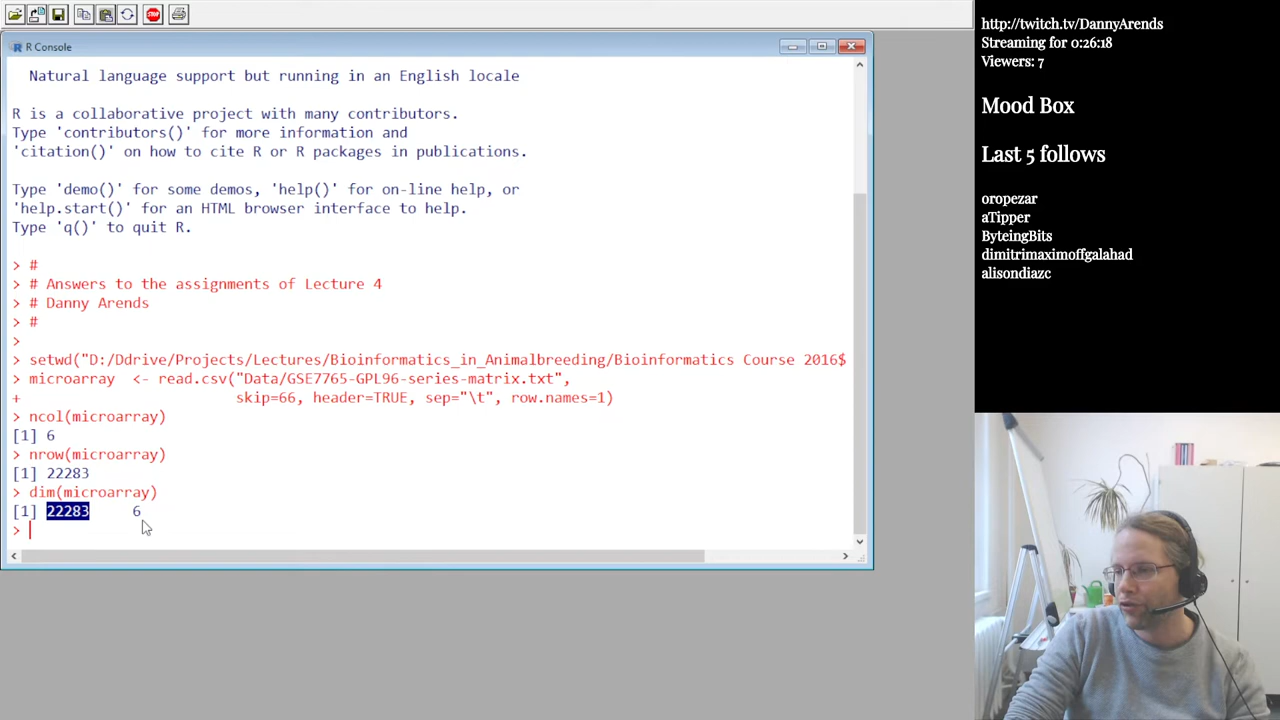 R Console
Natural language support but running in an English locale
R is a collaborative project with many contributors.
Type 'contributors()' for more information and
'citation()' on how to cite R or R packages in publications.
Type 'demo()' for some demos, 'help()' for on-line help, or
'help.start()' for an HTML browser interface to help.
Type 'q()' to quit R.
> #
> # Answers to the assignments of Lecture 4
> # Danny Arends
> #
>
> setwd("D:/Ddrive/Projects/Lectures/Bioinformatics_in_Animalbreeding/Bioinformatics Course 2016$
> microarray <- read.csv("Data/GSE7765-GPL96-series-matrix.txt",
+ skip=66, header=TRUE, sep="\t", row.names=1)
> ncol(microarray)
[1] 6
> nrow(microarray)
[1] 22283
> dim(microarray)
[1] 22283 6
>
http://twitch.tv/DannyArends
Streaming for 0:26:18
Viewers: 7
Mood Box
Last 5 follows
oropezar
aTipper
ByteingBits
dimitrimaximoffgalahad
alisondiazc